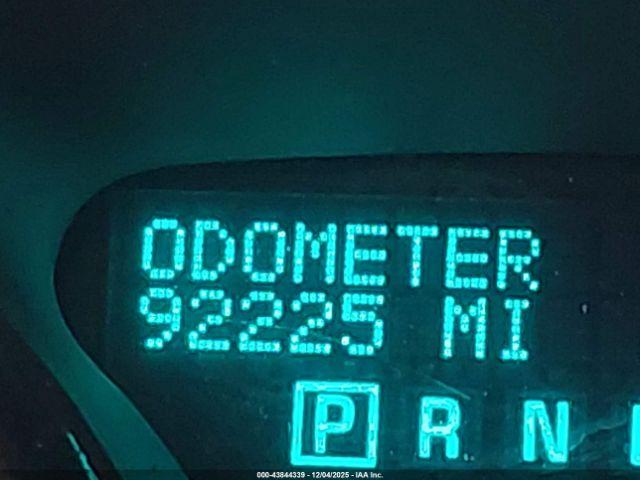 ODOMETER
92225 MI
P R N
000-43844339 - 12/04/2025 - IAA Inc.